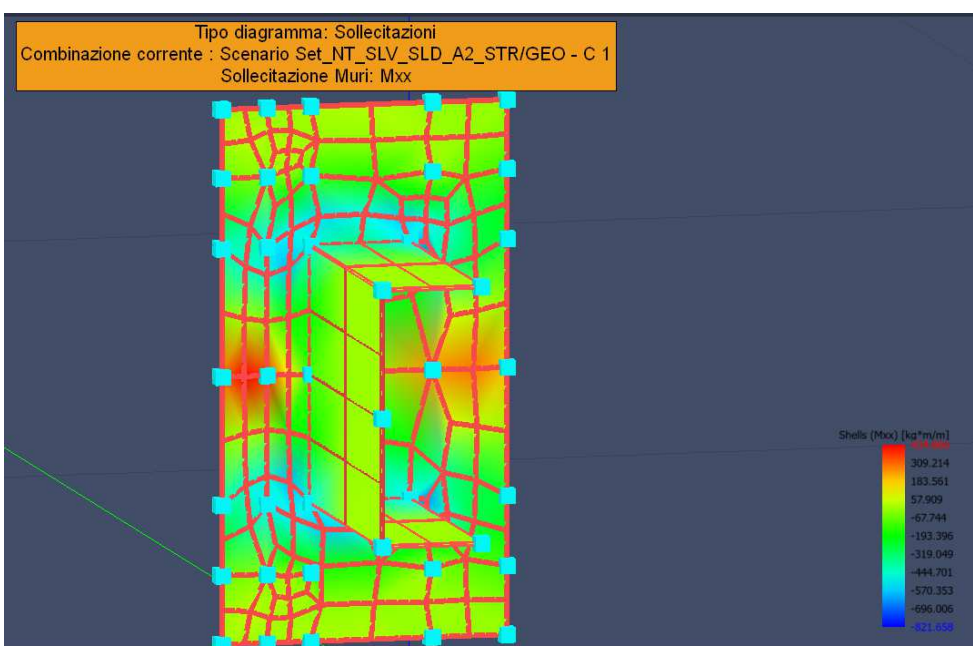 Tipo diagramma: Sollecitazioni
Combinazione corrente : Scenario Set_NT_SLV_SLD_A2_STR/GEO - C 1
Sollecitazione Muri: Mxx
Shells (Mxx) [kg*m/m]
309.214
183.561
57.909
-67.744
-193.396
-319.049
-444.701
-570.353
-696.006
-821.658